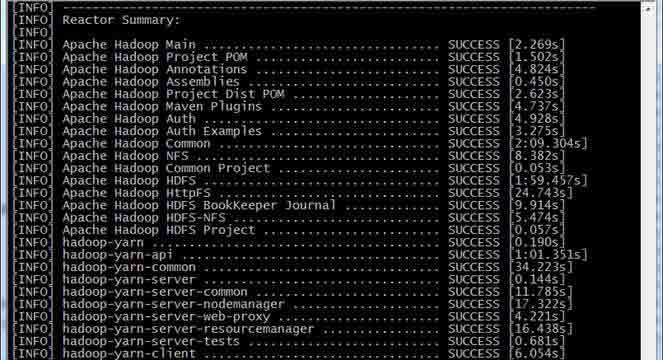 [INFO] ------------------------------------------------------------------------
[INFO] Reactor Summary:
[INFO]
[INFO] Apache Hadoop Main ................................ SUCCESS [2.269s]
[INFO] Apache Hadoop Project POM ......................... SUCCESS [1.502s]
[INFO] Apache Hadoop Annotations ......................... SUCCESS [4.824s]
[INFO] Apache Hadoop Assemblies .......................... SUCCESS [0.450s]
[INFO] Apache Hadoop Project Dist POM .................... SUCCESS [2.623s]
[INFO] Apache Hadoop Maven Plugins ....................... SUCCESS [4.737s]
[INFO] Apache Hadoop Auth ................................ SUCCESS [4.928s]
[INFO] Apache Hadoop Auth Examples ....................... SUCCESS [3.275s]
[INFO] Apache Hadoop Common .............................. SUCCESS [2:09.304s]
[INFO] Apache Hadoop NFS ................................. SUCCESS [8.382s]
[INFO] Apache Hadoop Common Project ...................... SUCCESS [0.053s]
[INFO] Apache Hadoop HDFS ................................ SUCCESS [1:59.457s]
[INFO] Apache Hadoop HttpFS .............................. SUCCESS [24.743s]
[INFO] Apache Hadoop HDFS BookKeeper Journal ............. SUCCESS [9.914s]
[INFO] Apache Hadoop HDFS-NFS ............................ SUCCESS [5.474s]
[INFO] Apache Hadoop HDFS Project ........................ SUCCESS [0.057s]
[INFO] hadoop-yarn ....................................... SUCCESS [0.190s]
[INFO] hadoop-yarn-api ................................... SUCCESS [1:01.351s]
[INFO] hadoop-yarn-common ................................ SUCCESS [34.223s]
[INFO] hadoop-yarn-server ................................ SUCCESS [0.144s]
[INFO] hadoop-yarn-server-common ......................... SUCCESS [11.785s]
[INFO] hadoop-yarn-server-nodemanager .................... SUCCESS [17.322s]
[INFO] hadoop-yarn-server-web-proxy ...................... SUCCESS [4.221s]
[INFO] hadoop-yarn-server-resourcemanager ................ SUCCESS [16.438s]
[INFO] hadoop-yarn-server-tests .......................... SUCCESS [0.681s]
[INFO] hadoop-yarn-client ................................ SUCCESS [6.054s]